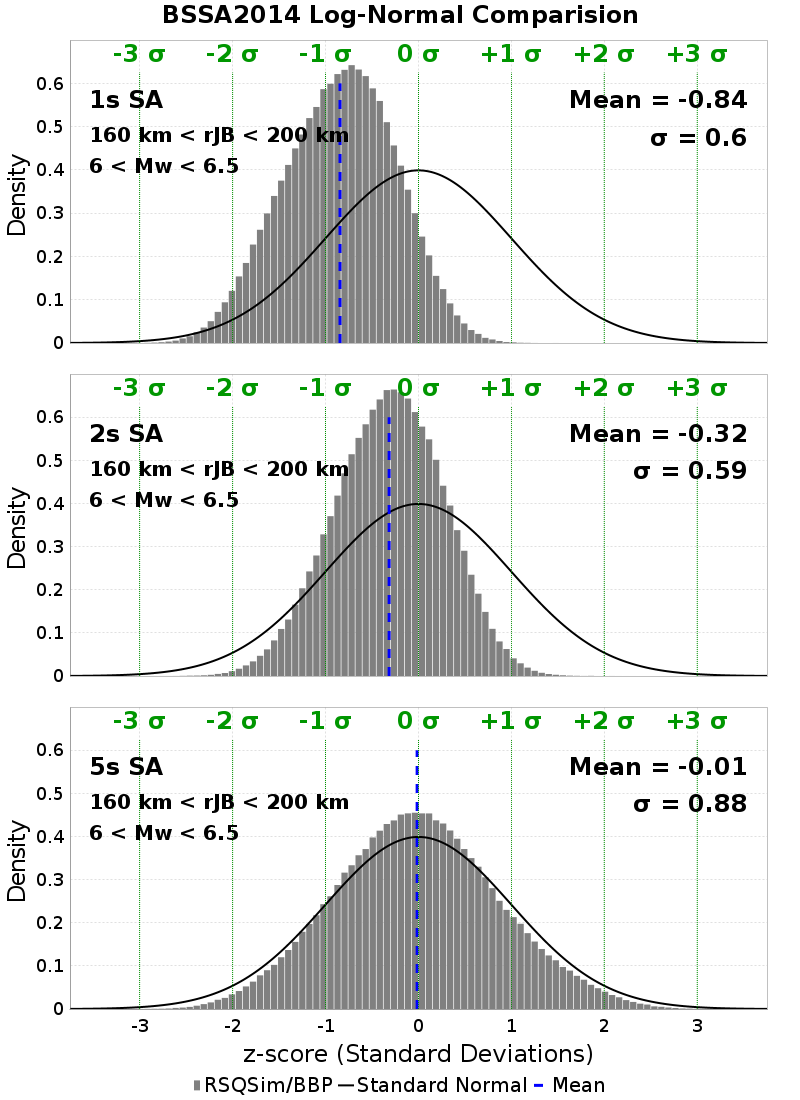 BSSA2014 Log-Normal Comparision
-3 σ -2 σ -1 σ 0 σ +1 σ +2 σ +3 σ
1s SA
160 km < rJB < 200 km
6 < Mw < 6.5
Mean = -0.84
σ = 0.6
Density
0.6
0.5
0.4
0.3
0.2
0.1
0
-3 σ -2 σ -1 σ 0 σ +1 σ +2 σ +3 σ
2s SA
160 km < rJB < 200 km
6 < Mw < 6.5
Mean = -0.32
σ = 0.59
Density
0.6
0.5
0.4
0.3
0.2
0.1
0
-3 σ -2 σ -1 σ 0 σ +1 σ +2 σ +3 σ
5s SA
160 km < rJB < 200 km
6 < Mw < 6.5
Mean = -0.01
σ = 0.88
Density
0.6
0.5
0.4
0.3
0.2
0.1
0
-3 -2 -1 0 1 2 3
z-score (Standard Deviations)
RSQSim/BBP Standard Normal Mean